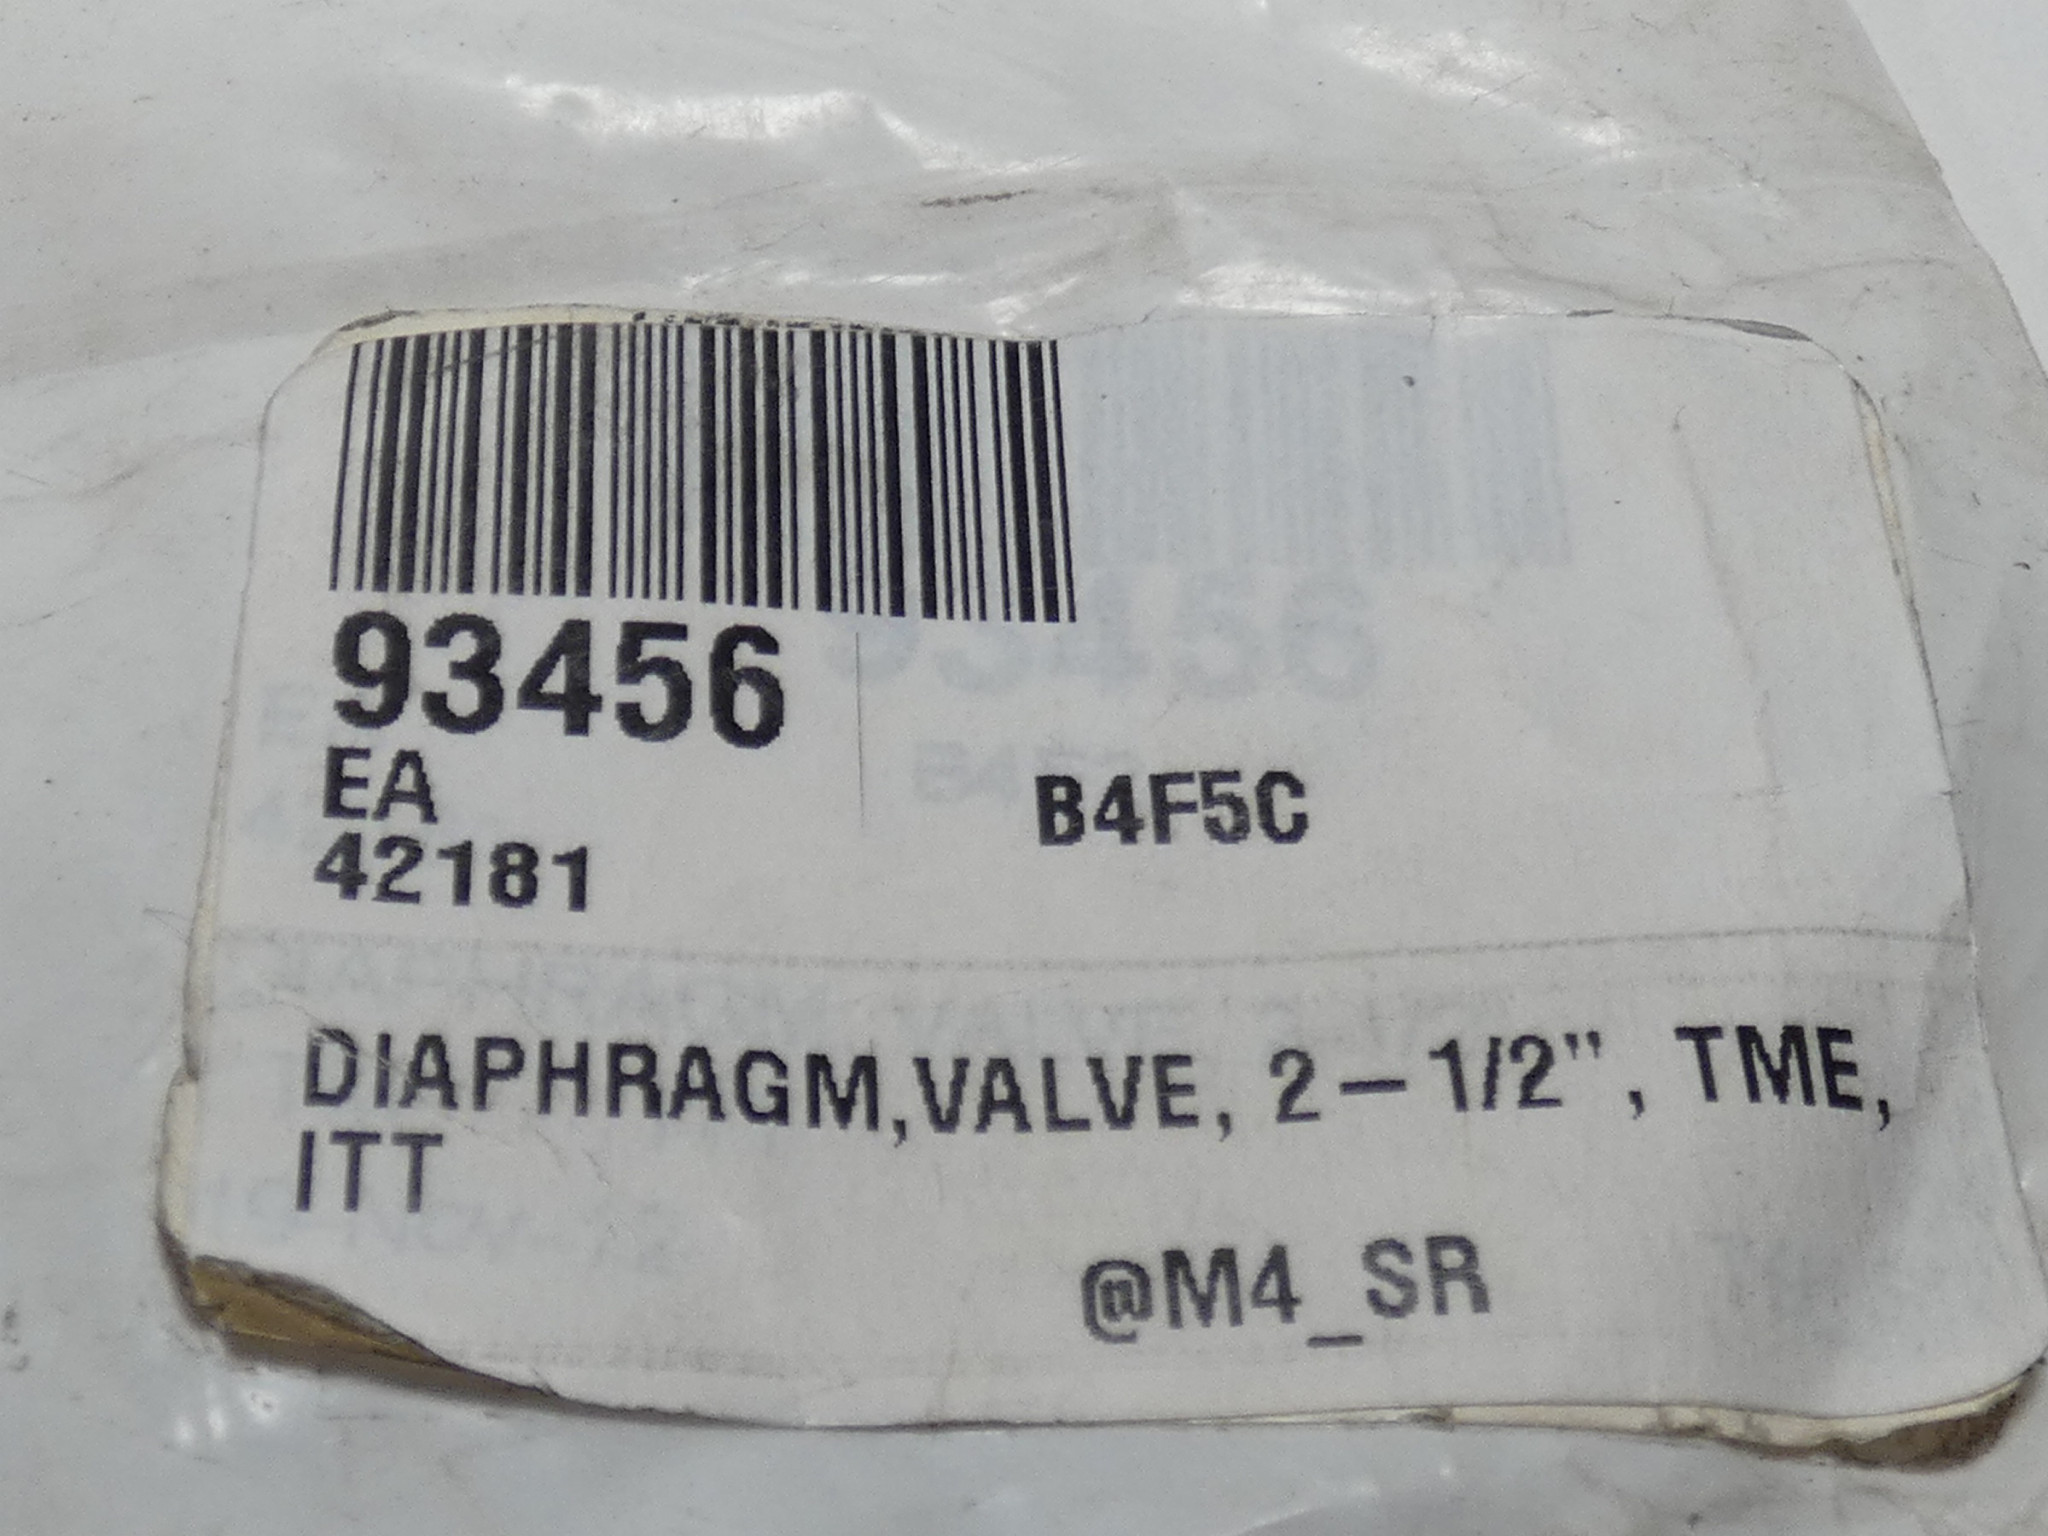 93456
EA
B4F5C
42181
DIAPHRAGM,VALVE, 2-1/2", TME,
ITT
@M4_SR